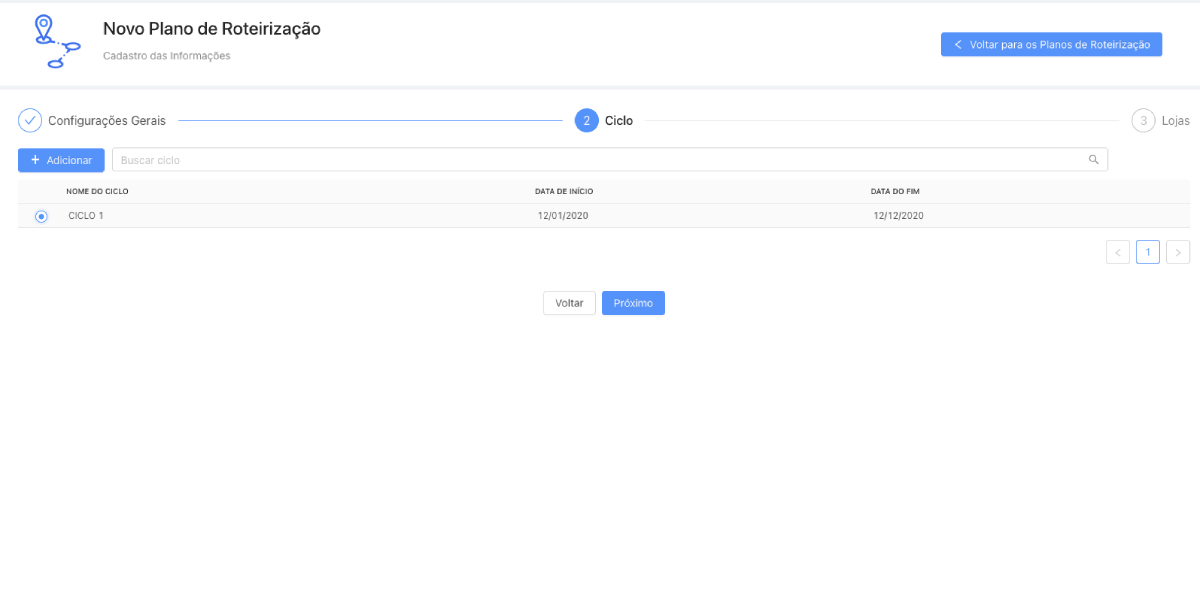 Novo Plano de Roteirização
Cadastro das Informações
Voltar para os Planos de Roteirização
Configurações Gerais
2 Ciclo
3 Lojas
+ Adicionar
Buscar ciclo
NOME DO CICLO DATA DE INÍCIO DATA DO FIM
CICLO 1 12/01/2020 12/12/2020
< 1 >
Voltar Próximo